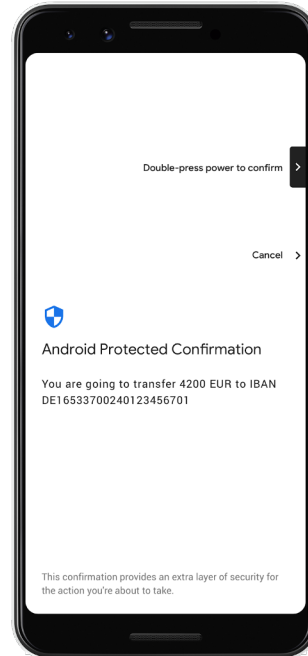 Double-press power to confirm
Cancel
Android Protected Confirmation
You are going to transfer 4200 EUR to IBAN
DE16533700240123456701
This confirmation provides an extra layer of security for
the action you're about to take.